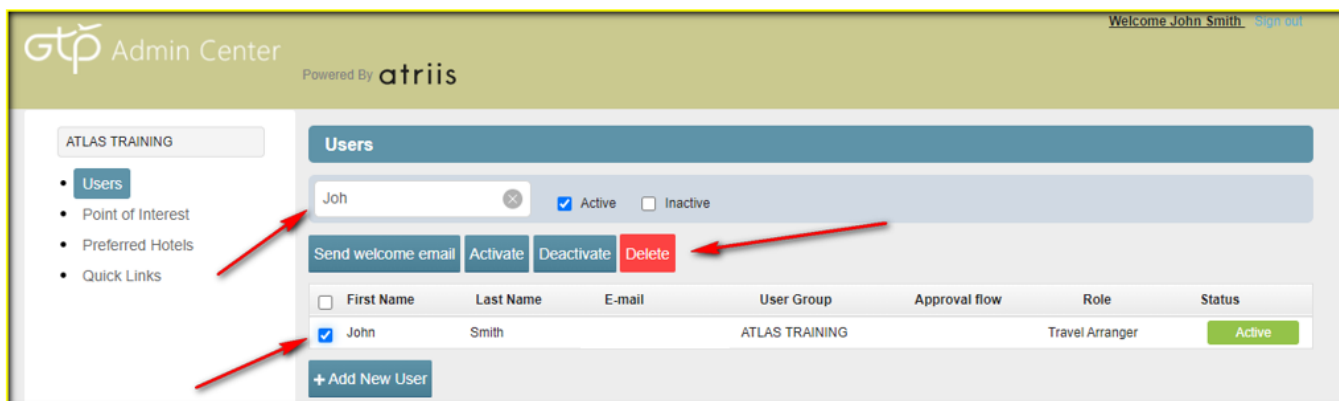 Welcome John Smith Sign out
Gtp Admin Center
Powered By atriis
ATLAS TRAINING
Users
Point of Interest
Preferred Hotels
Quick Links
Users
Joh
Active Inactive
Send welcome email Activate Deactivate Delete
First Name Last Name E-mail User Group Approval flow Role Status
John Smith ATLAS TRAINING Travel Arranger Active
+ Add New User